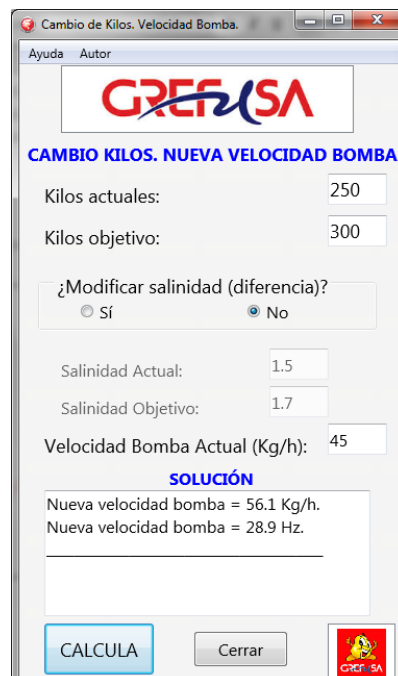 Cambio de Kilos. Velocidad Bomba.
Ayuda Autor
GREFUSA
CAMBIO KILOS. NUEVA VELOCIDAD BOMBA
Kilos actuales: 250
Kilos objetivo: 300
¿Modificar salinidad (diferencia)?
Sí No
Salinidad Actual: 1.5
Salinidad Objetivo: 1.7
Velocidad Bomba Actual (Kg/h): 45
SOLUCIÓN
Nueva velocidad bomba = 56.1 Kg/h.
Nueva velocidad bomba = 28.9 Hz.
CALCULA Cerrar
GREFUSA